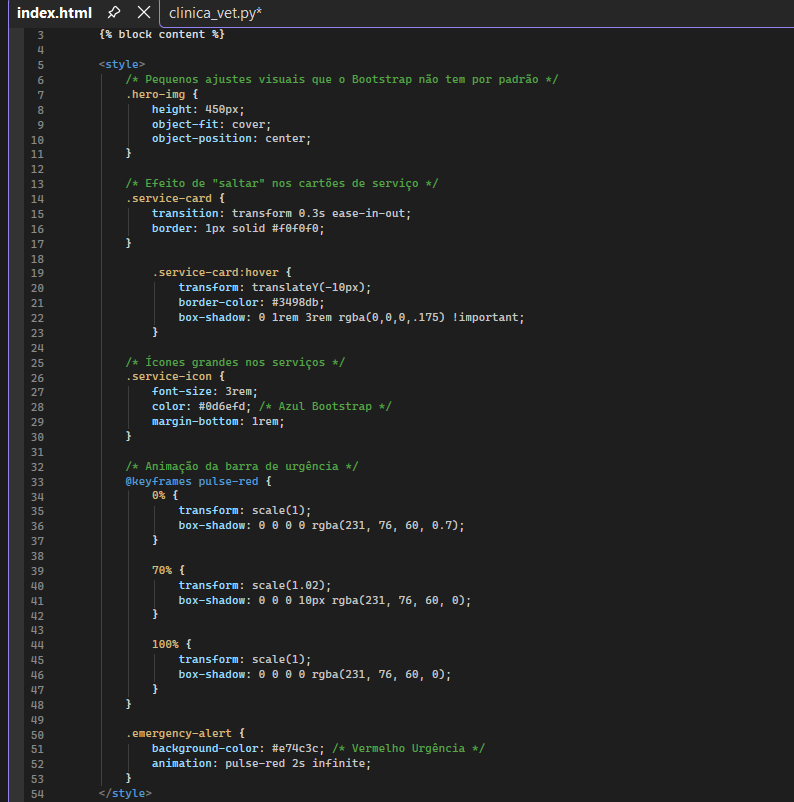 index.html clinica_vet.py*
3 {% block content %}
4
5 <style>
6 /* Pequenos ajustes visuais que o Bootstrap não tem por padrão */
7 .hero-img {
8 height: 450px;
9 object-fit: cover;
10 object-position: center;
11 }
12
13 /* Efeito de "saltar" nos cartões de serviço */
14 .service-card {
15 transition: transform 0.3s ease-in-out;
16 border: 1px solid #f0f0f0;
17 }
18
19 .service-card:hover {
20 transform: translateY(-10px);
21 border-color: #3498db;
22 box-shadow: 0 1rem 3rem rgba(0,0,0,.175) !important;
23 }
24
25 /* Ícones grandes nos serviços */
26 .service-icon {
27 font-size: 3rem;
28 color: #0d6efd; /* Azul Bootstrap */
29 margin-bottom: 1rem;
30 }
31
32 /* Animação da barra de urgência */
33 @keyframes pulse-red {
34 0% {
35 transform: scale(1);
36 box-shadow: 0 0 0 0 rgba(231, 76, 60, 0.7);
37 }
38
39 70% {
40 transform: scale(1.02);
41 box-shadow: 0 0 0 10px rgba(231, 76, 60, 0);
42 }
43
44 100% {
45 transform: scale(1);
46 box-shadow: 0 0 0 0 rgba(231, 76, 60, 0);
47 }
48 }
49
50 .emergency-alert {
51 background-color: #e74c3c; /* Vermelho Urgência */
52 animation: pulse-red 2s infinite;
53 }
54 </style>